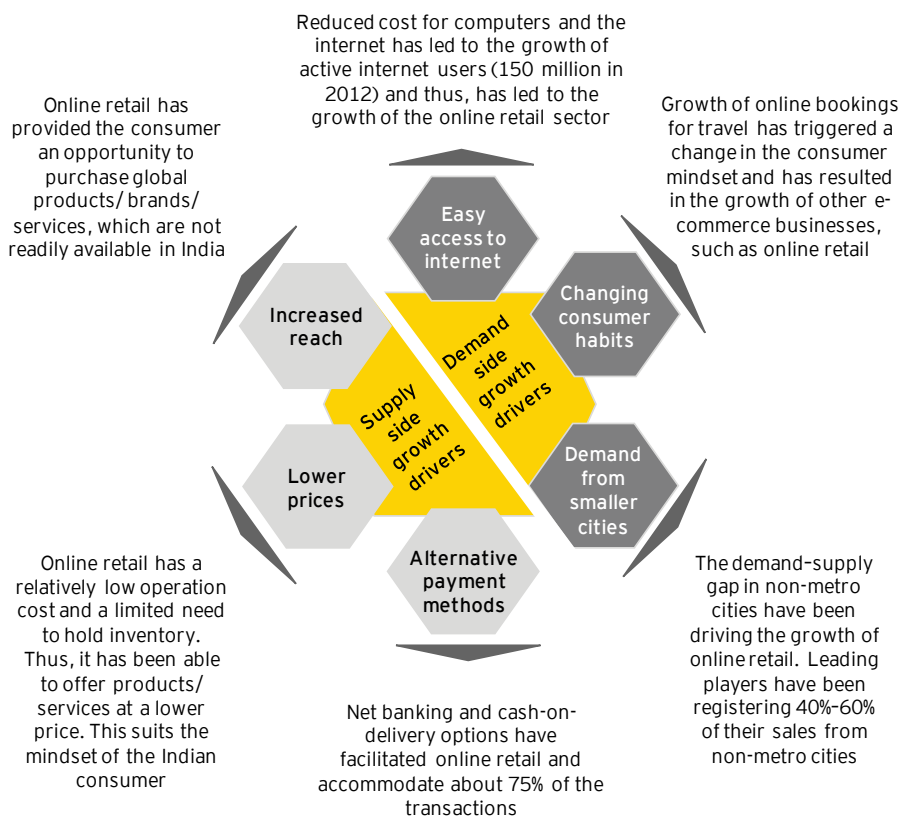 Reduced cost for computers and the
internet has led to the growth of
active internet users (150 million in
2012) and thus, has led to the
growth of the online retail sector
Online retail has
provided the consumer
an opportunity to
purchase global
products/ brands/
services, which are not
readily available in India
Growth of online bookings
for travel has triggered a
change in the consumer
mindset and has resulted
in the growth of other e-
commerce businesses,
such as online retail
Easy
access to
internet
Increased
reach
Changing
consumer
habits
Demand
side
growth
drivers
Supply
side
growth
drivers
Lower
prices
Demand
from
smaller
cities
Alternative
payment
methods
Online retail has a
relatively low operation
cost and a limited need
to hold inventory.
Thus, it has been able
to offer products/
services at a lower
price. This suits the
mindset of the Indian
consumer
The demand–supply
gap in non-metro
cities have been
driving the growth of
online retail. Leading
players have been
registering 40%–60%
of their sales from
non-metro cities
Net banking and cash-on-
delivery options have
facilitated online retail and
accommodate about 75% of the
transactions